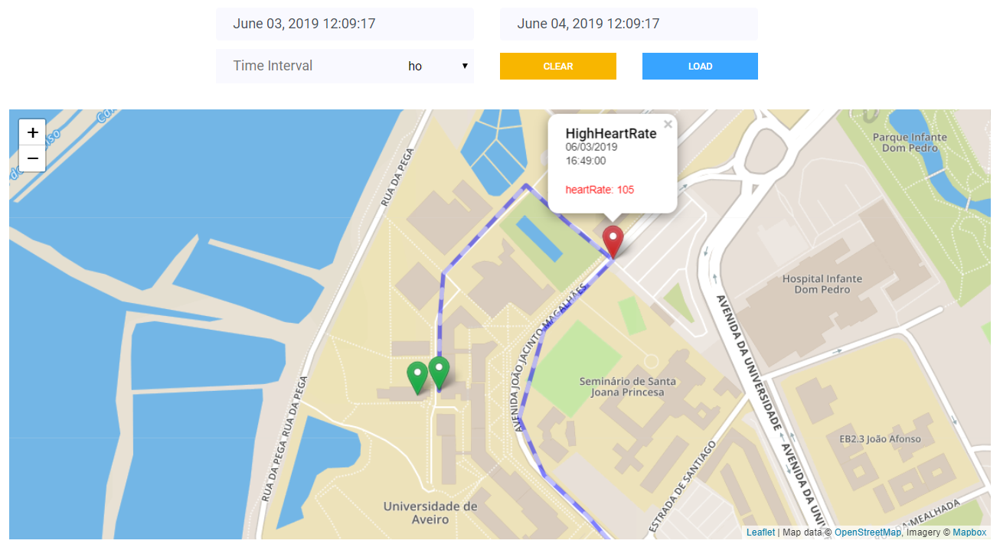 June 03, 2019 12:09:17
June 04, 2019 12:09:17
Time Interval
ho
CLEAR
LOAD
+
−
HighHeartRate
×
06/03/2019
16:49:00
heartRate: 105
RUA DA PEGA
Parque Infante
Dom Pedro
Hospital Infante
Dom Pedro
AVENIDA JOÃO JACINTO MAGALHÃES
AVENIDA DA UNIVERSIDADE
Seminário de Santa
Joana Princesa
RUA DA PEGA
RUA DA PEGA
EB2.3 João Afonso
ESTRADA DE SANTIAGO
AVENIDA DA UNIV
Universidade de
Aveiro
MEALHADA
Leaflet | Map data © OpenStreetMap, Imagery © Mapbox